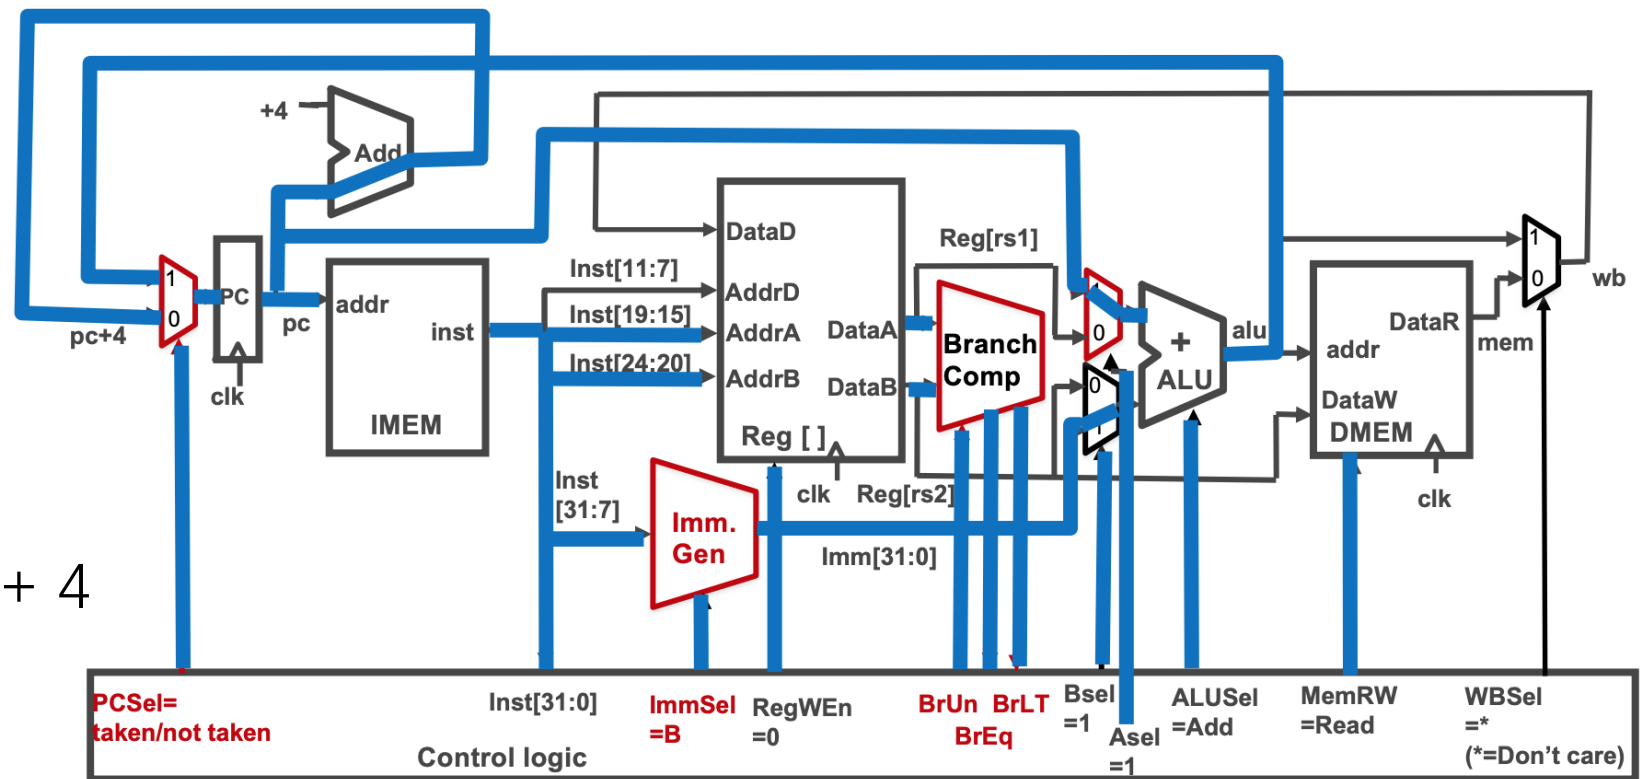 +4
Add
DataD
Reg[rs1]
1
0
wb
Inst[11:7]
AddrD
1
0
PC
addr
pc
pc+4
inst
Inst[19:15]
AddrA
DataA
Inst[24:20]
AddrB
DataB
Branch
Comp
1
0
0
1
+
ALU
alu
DataR
mem
addr
DataW
DMEM
clk
IMEM
Reg [ ]
clk
Reg[rs2]
clk
Inst
[31:7]
Imm.
Gen
Imm[31:0]
+ 4
PCSel=
taken/not taken
Inst[31:0]
ImmSel
=B
RegWEn
=0
BrUn BrLT
BrEq
Bsel
=1
Asel
=1
ALUSel
=Add
MemRW
=Read
WBSel
=*
(*=Don’t care)
Control logic